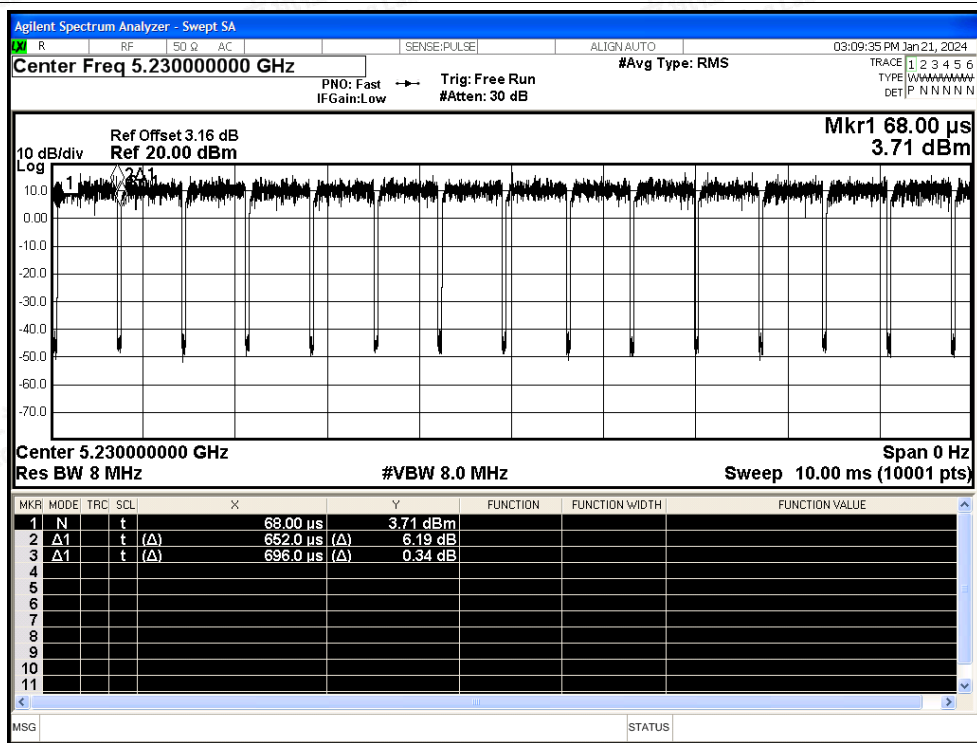 Agilent Spectrum Analyzer - Swept SA
LXI R RF 50 Ω AC SENSE:PULSE ALIGN AUTO 03:09:35 PM Jan 21, 2024
Center Freq 5.230000000 GHz
PNO: Fast
IFGain:Low
Trig: Free Run
#Atten: 30 dB
#Avg Type: RMS
TRACE 1 2 3 4 5 6
TYPE WWWWWW
DET P N N N N N
Mkr1 68.00 µs
3.71 dBm
Ref Offset 3.16 dB
10 dB/div Ref 20.00 dBm
Log
1
10.0
0.00
-10.0
-20.0
-30.0
-40.0
-50.0
-60.0
-70.0
Center 5.230000000 GHz Span 0 Hz
Res BW 8 MHz #VBW 8.0 MHz Sweep 10.00 ms (10001 pts)
MKR MODE TRC SCL X Y FUNCTION FUNCTION WIDTH FUNCTION VALUE
1 N t 68.00 µs 3.71 dBm
2 Δ1 t (Δ) 652.0 µs (Δ) 6.19 dB
3 Δ1 t (Δ) 696.0 µs (Δ) 0.34 dB
4
5
6
7
8
9
10
11
MSG STATUS